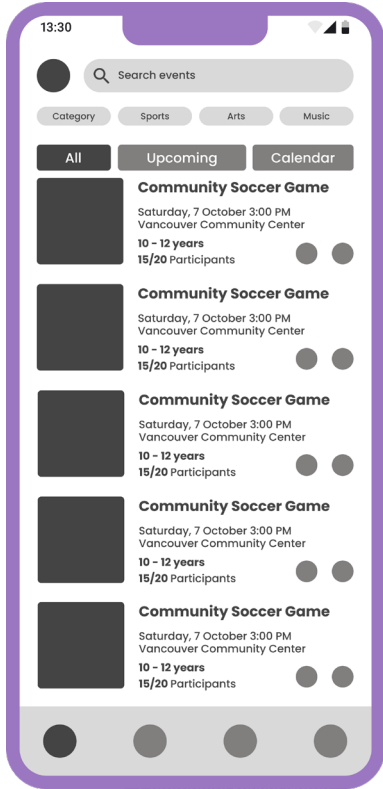 13:30
Search events
Category Sports Arts Music
All Upcoming Calendar
Community Soccer Game
Saturday, 7 October 3:00 PM
Vancouver Community Center
10 - 12 years
15/20 Participants
Community Soccer Game
Saturday, 7 October 3:00 PM
Vancouver Community Center
10 - 12 years
15/20 Participants
Community Soccer Game
Saturday, 7 October 3:00 PM
Vancouver Community Center
10 - 12 years
15/20 Participants
Community Soccer Game
Saturday, 7 October 3:00 PM
Vancouver Community Center
10 - 12 years
15/20 Participants
Community Soccer Game
Saturday, 7 October 3:00 PM
Vancouver Community Center
10 - 12 years
15/20 Participants